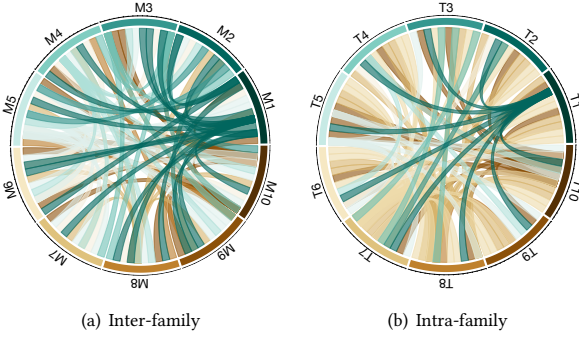 M3
M4
M2
M5
M1
M6
M10
M7
M9
M8
(a) Inter-family
T3
T4
T2
T5
T1
T6
T10
T7
T9
T8
(b) Intra-family